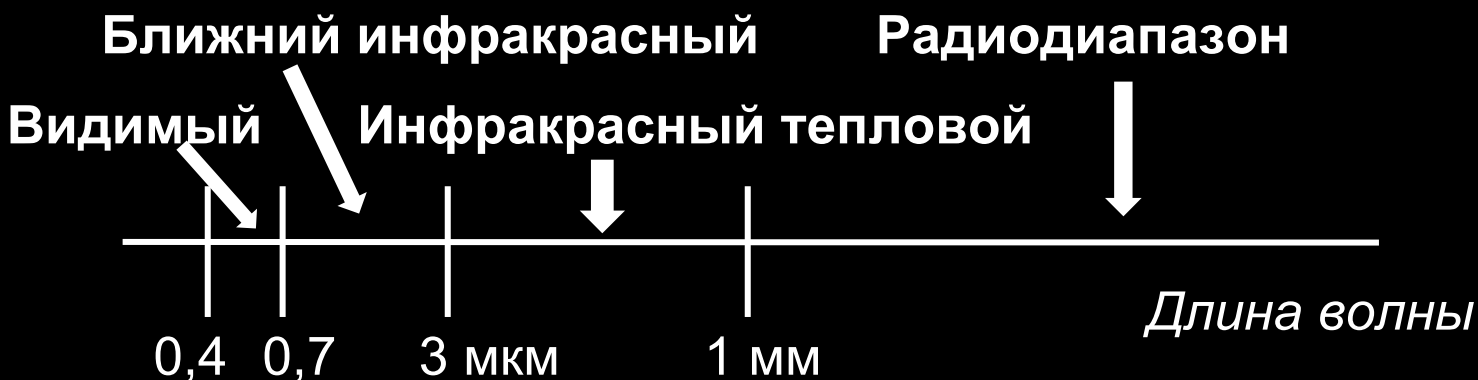 Ближний инфракрасный Радиодиапазон
Видимый Инфракрасный тепловой
Длина волны
0,4 0,7 3 мкм 1 мм